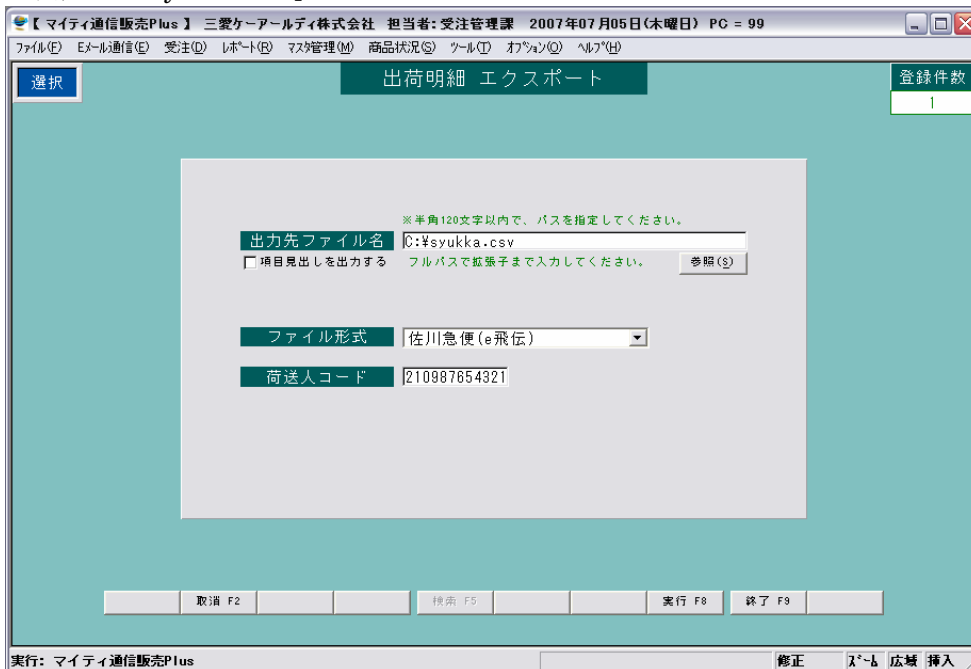 【 マイティ通信販売Plus 】 三愛ケーアールディ株式会社 担当者: 受注管理課 2007年07月05日(木曜日) PC = 99
ファイル(F) Eメール通信(E) 受注(D) レポート(R) マスタ管理(M) 商品状況(S) ツール(T) オプション(O) ヘルプ(H)
選択
出荷明細 エクスポート
登録件数
1
※半角120文字以内で、パスを指定してください。
出力先ファイル名 C:¥syukka.csv
項目見出しを出力する フルパスで拡張子まで入力してください。 参照(S)
ファイル形式 佐川急便(e飛伝)
荷送人コード 210987654321
取消 F2 検索 F5 実行 F8 終了 F9
実行: マイティ通信販売Plus 修正 ズーム 広域 挿入